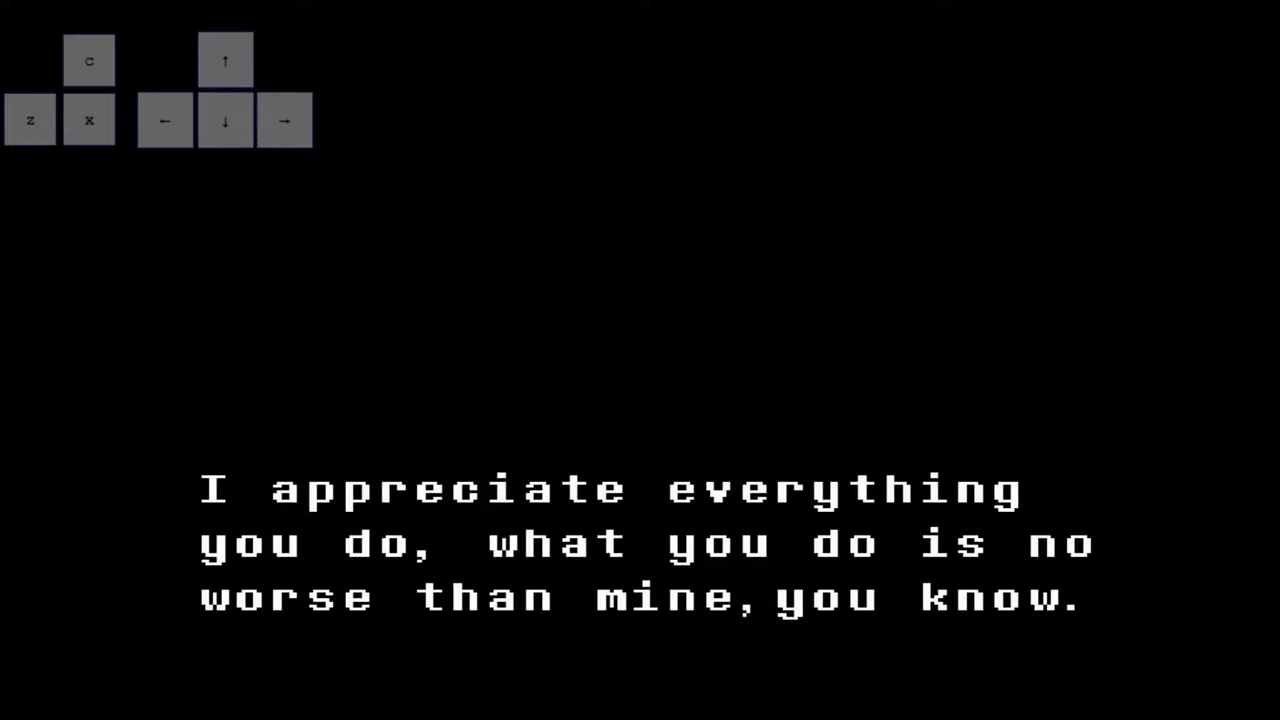 c ↑
z x ← ↓ →
I appreciate everything
you do, what you do is no
worse than mine,you know.